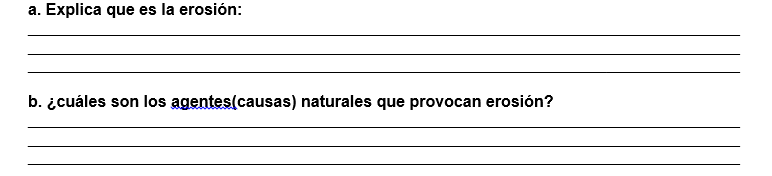 a. Explica que es la erosión:
b. ¿cuáles son los agentes(causas) naturales que provocan erosión?